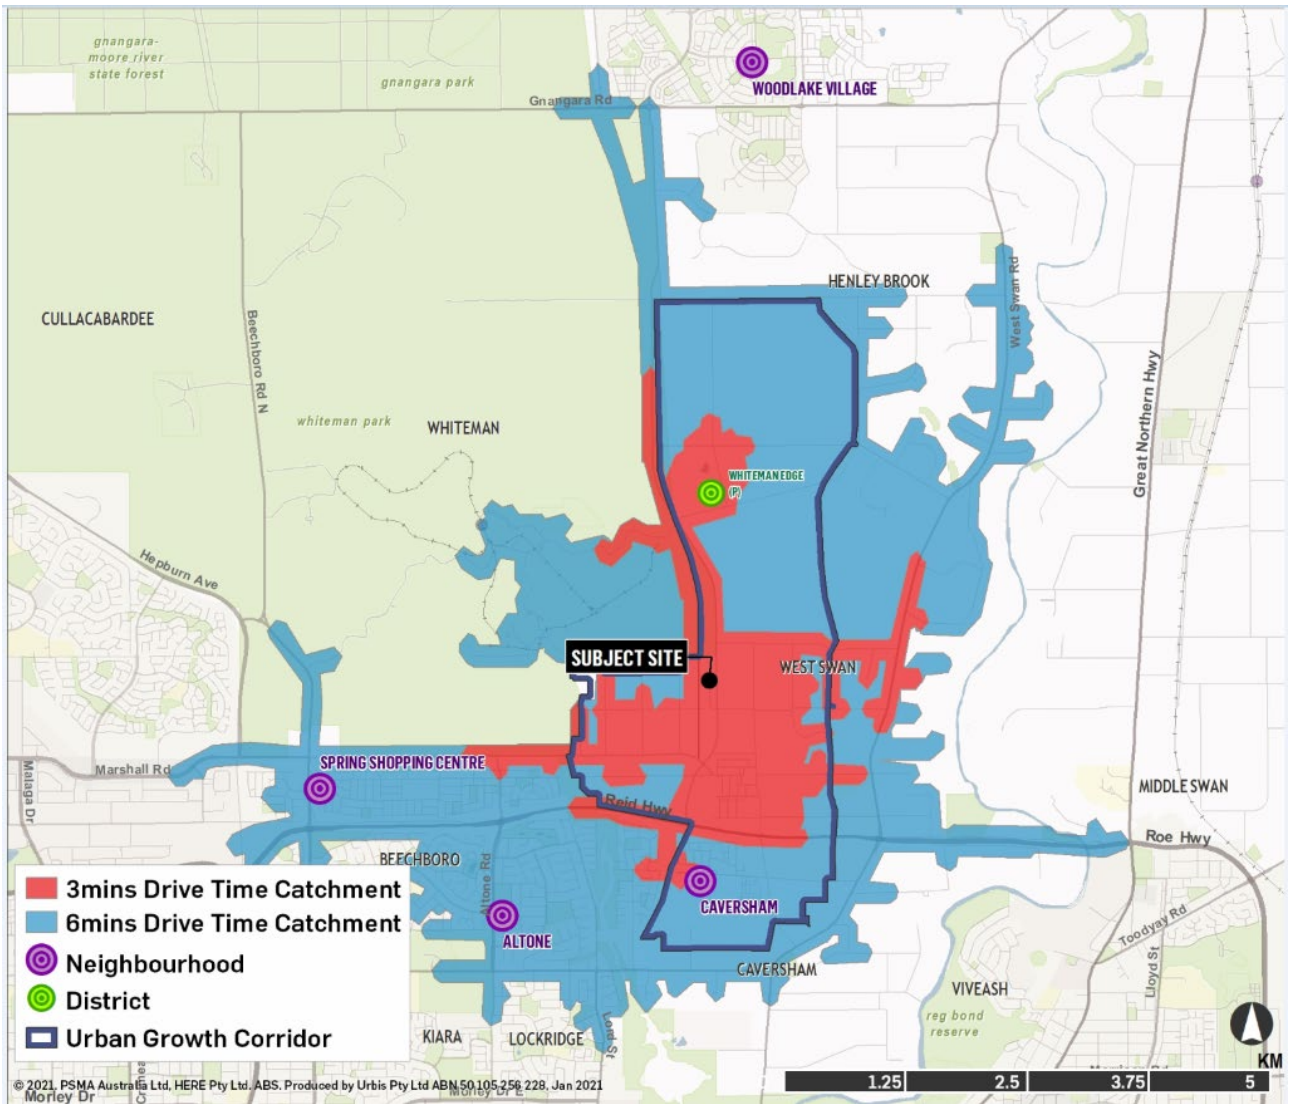 gnangara-
moore river
state forest
gnangara park
Gnangara Rd
WOODLAKE VILLAGE
HENLEY BROOK
West Swan Rd
CULLACABARDEE
Beechboro Rd N
Great Northern Hwy
whiteman park
WHITEMAN
WHITEMAN EDGE
(P)
Hepburn Ave
SUBJECT SITE
WEST SWAN
Marshall Rd
SPRING SHOPPING CENTRE
Malaga Dr
Reid Hwy
MIDDLE SWAN
Roe Hwy
BEECHBORO
Altone Rd
CAVERSHAM
ALTONE
Toodyay Rd
Lloyd St
CAVERSHAM
VIVEASH
reg bond
reserve
KIARA
LOCKRIDGE
Lord St
3mins Drive Time Catchment
6mins Drive Time Catchment
Neighbourhood
District
Urban Growth Corridor
KM
1.25
2.5
3.75
5
© 2021. PSMA Australia Ltd, HERE Pty Ltd. ABS. Produced by Urbis Pty Ltd ABN 50 105 256 228. Jan 2021
Morley Dr
Morley Dr E